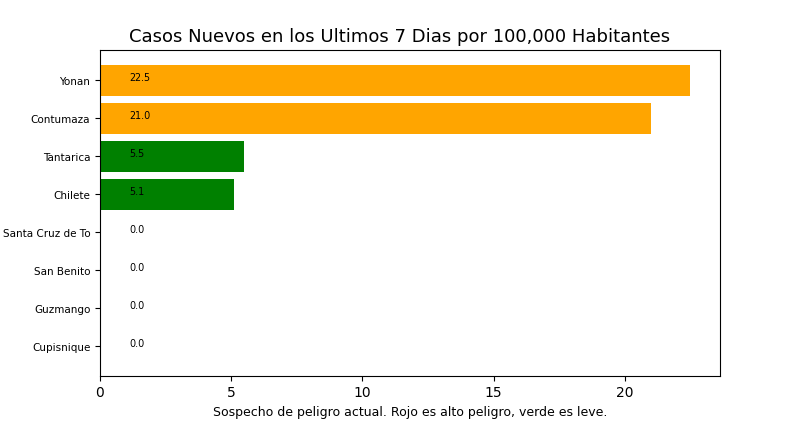 Casos Nuevos en los Ultimos 7 Dias por 100,000 Habitantes
Yonan 22.5
Contumaza 21.0
Tantarica 5.5
Chilete 5.1
Santa Cruz de To 0.0
San Benito 0.0
Guzmango 0.0
Cupisnique 0.0
0 5 10 15 20
Sospecho de peligro actual. Rojo es alto peligro, verde es leve.